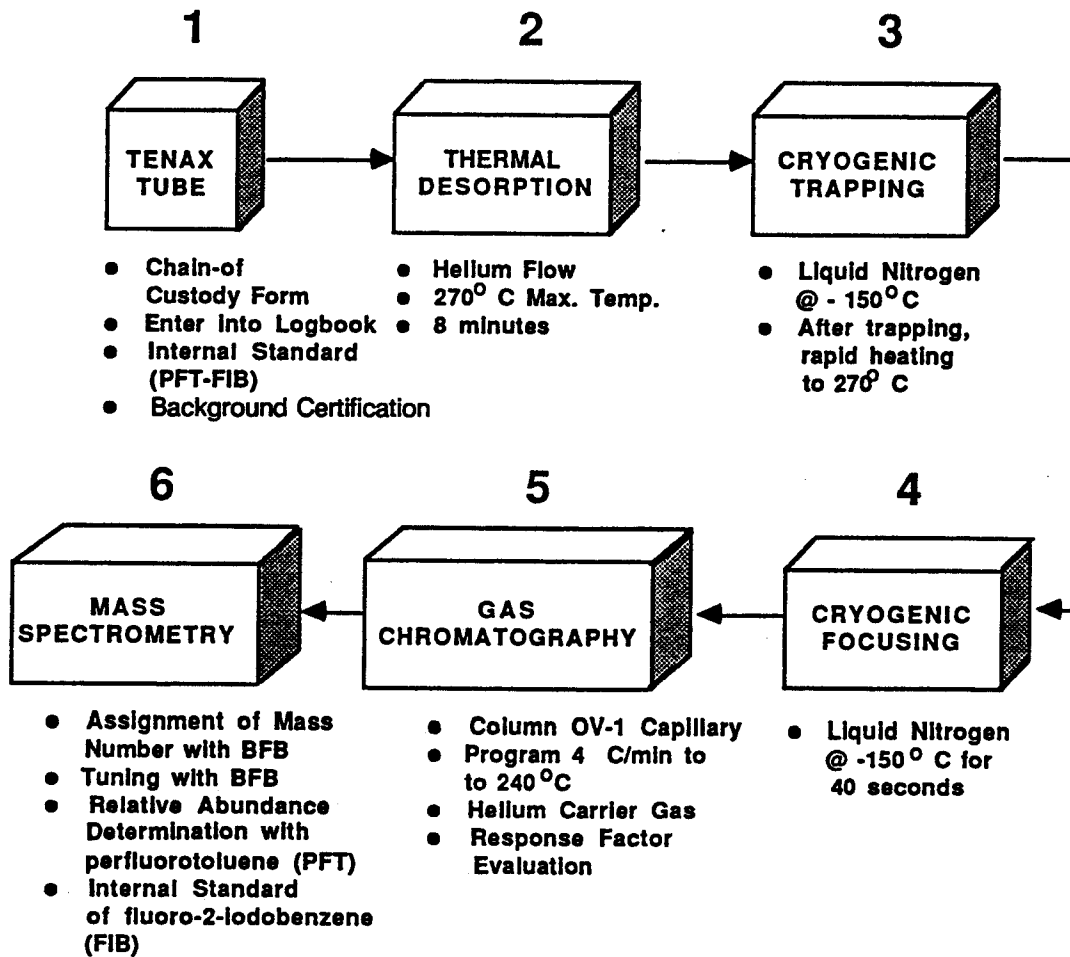 1
TENAX
TUBE
● Chain-of
Custody Form
● Enter into Logbook
● Internal Standard
(PFT-FIB)
● Background Certification
2
THERMAL
DESORPTION
● Helium Flow
● 270° C Max. Temp.
● 8 minutes
3
CRYOGENIC
TRAPPING
● Liquid Nitrogen
@ - 150°C
● After trapping,
rapid heating
to 270° C
4
CRYOGENIC
FOCUSING
● Liquid Nitrogen
@ -150° C for
40 seconds
5
GAS
CHROMATOGRAPHY
● Column OV-1 Capillary
● Program 4 C/min to
to 240°C
● Helium Carrier Gas
● Response Factor
Evaluation
6
MASS
SPECTROMETRY
● Assignment of Mass
Number with BFB
● Tuning with BFB
● Relative Abundance
Determination with
perfluorotoluene (PFT)
● Internal Standard
of fluoro-2-iodobenzene
(FIB)